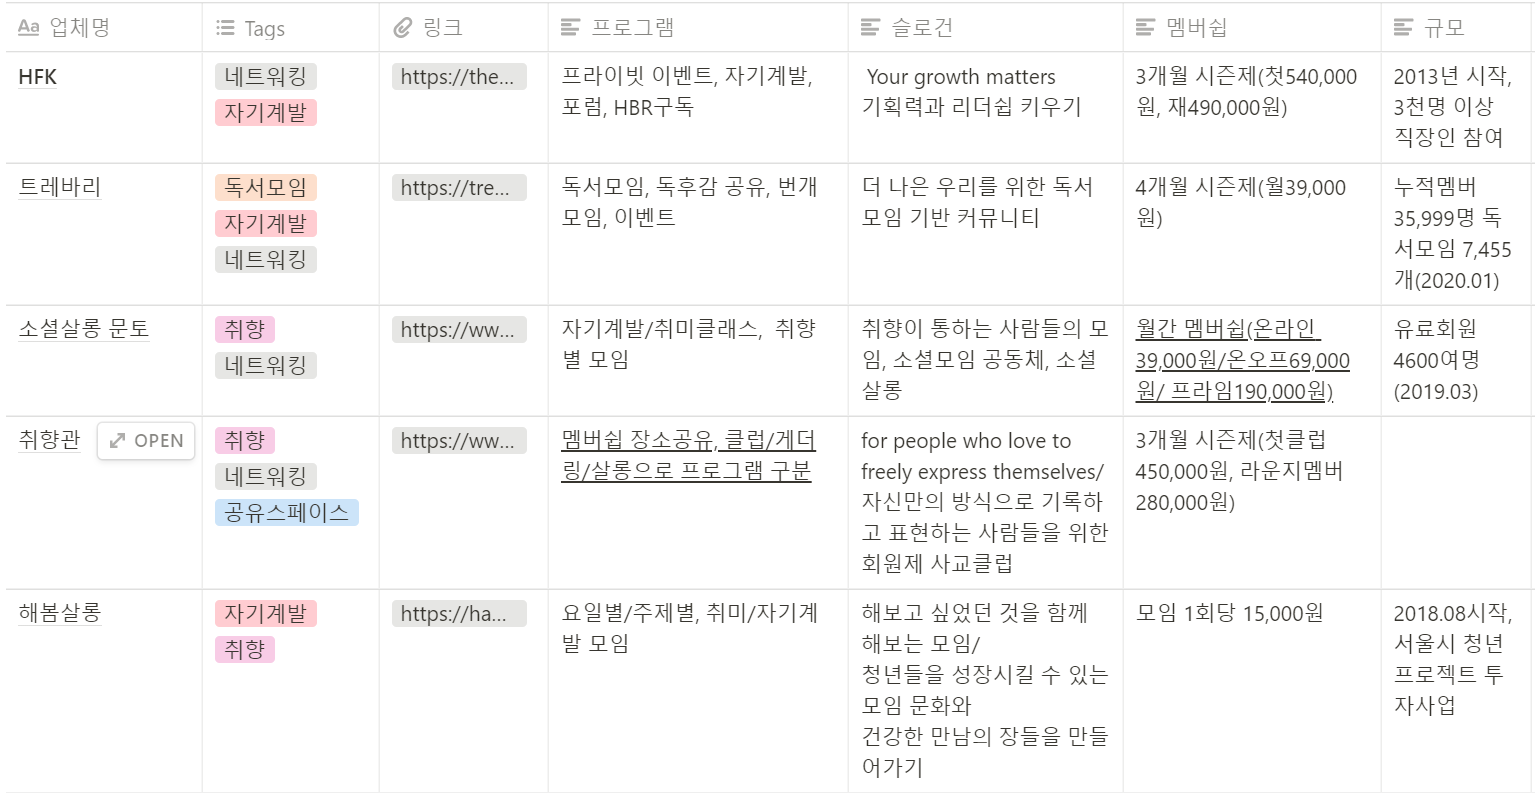 Aa 업체명
Tags
링크
프로그램
슬로건
멤버쉽
규모
HFK
네트워킹
자기계발
https://the...
프라이빗 이벤트, 자기계발,
포럼, HBR구독
Your growth matters
기획력과 리더쉽 키우기
3개월 시즌제(첫540,000
원, 재490,000원)
2013년 시작,
3천명 이상
직장인 참여
트레바리
독서모임
자기계발
네트워킹
https://tre...
독서모임, 독후감 공유, 번개
모임, 이벤트
더 나은 우리를 위한 독서
모임 기반 커뮤니티
4개월 시즌제(월39,000
원)
누적멤버
35,999명 독
서모임 7,455
개(2020.01)
소셜살롱 문토
취향
네트워킹
https://ww...
자기계발/취미클래스, 취향
별 모임
취향이 통하는 사람들의 모
임, 소셜모임 공동체, 소셜
살롱
월간 멤버쉽(온라인
39,000원/온오프69,000
원/ 프라임190,000원)
유료회원
4600여명
(2019.03)
취향관
OPEN
취향
네트워킹
공유스페이스
https://ww...
멤버쉽 장소공유, 클럽/게더
링/살롱으로 프로그램 구분
for people who love to
freely express themselves/
자신만의 방식으로 기록하
고 표현하는 사람들을 위한
회원제 사교클럽
3개월 시즌제(첫클럽
450,000원, 라운지멤버
280,000원)
해봄살롱
자기계발
취향
https://ha...
요일별/주제별, 취미/자기계
발 모임
해보고 싶었던 것을 함께
해보는 모임/
청년들을 성장시킬 수 있는
모임 문화와
건강한 만남의 장들을 만들
어가기
모임 1회당 15,000원
2018.08시작,
서울시 청년
프로젝트 투
자사업